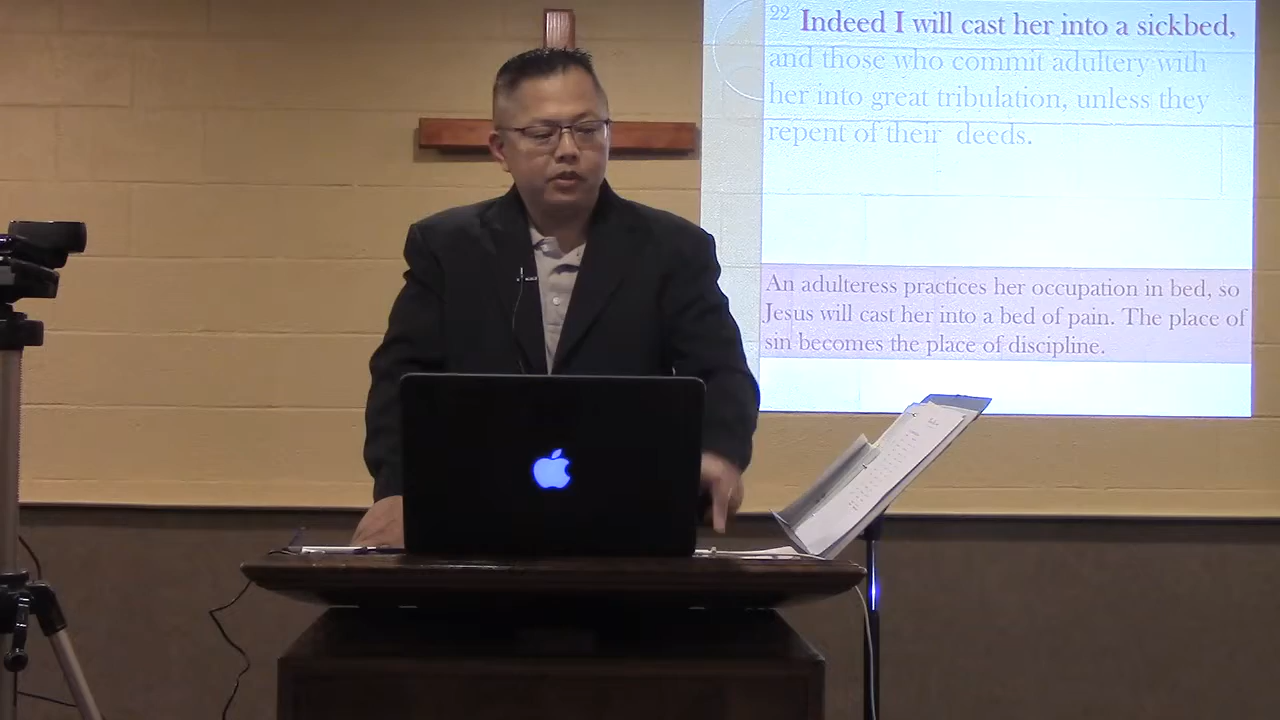 22 Indeed I will cast her into a sickbed,
and those who commit adultery with
her into great tribulation, unless they
repent of their deeds.
An adulteress practices her occupation in bed, so
Jesus will cast her into a bed of pain. The place of
sin becomes the place of discipline.